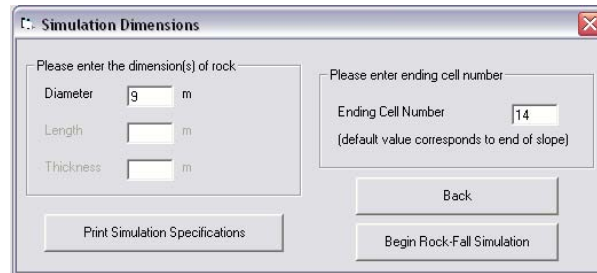 Simulation Dimensions
Please enter the dimension(s) of rock
Diameter 9 m
Length m
Thickness m
Print Simulation Specifications
Please enter ending cell number
Ending Cell Number 14
(default value corresponds to end of slope)
Back
Begin Rock-Fall Simulation